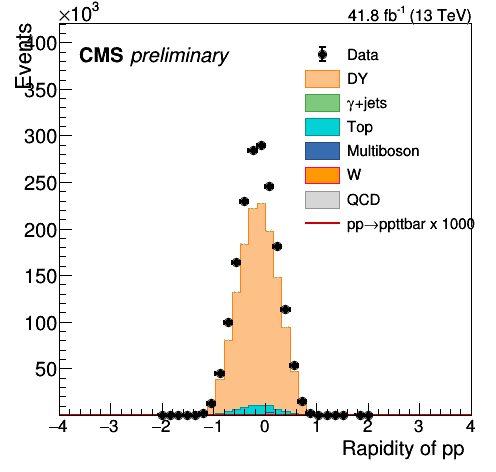 ×10³
41.8 fb⁻¹ (13 TeV)
Events
400
350
300
250
200
150
100
50
CMS preliminary
Data
DY
γ+jets
Top
Multiboson
W
QCD
pp→ppttbar x 1000
−4 −3 −2 −1 0 1 2 3 4
Rapidity of pp